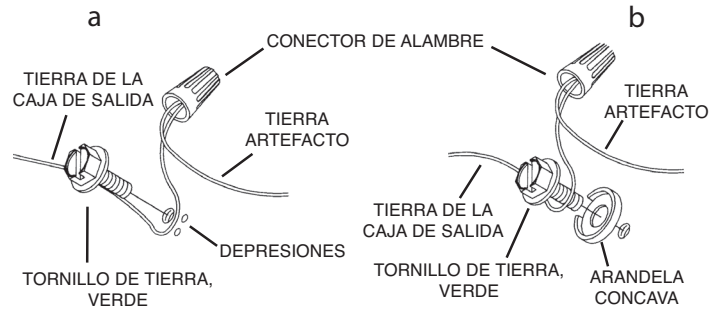 a
b
CONECTOR DE ALAMBRE
TIERRA DE LA
CAJA DE SALIDA
TIERRA
ARTEFACTO
TIERRA
ARTEFACTO
DEPRESIONES
TORNILLO DE TIERRA,
VERDE
TIERRA DE LA
CAJA DE SALIDA
TORNILLO DE TIERRA,
VERDE
ARANDELA
CONCAVA